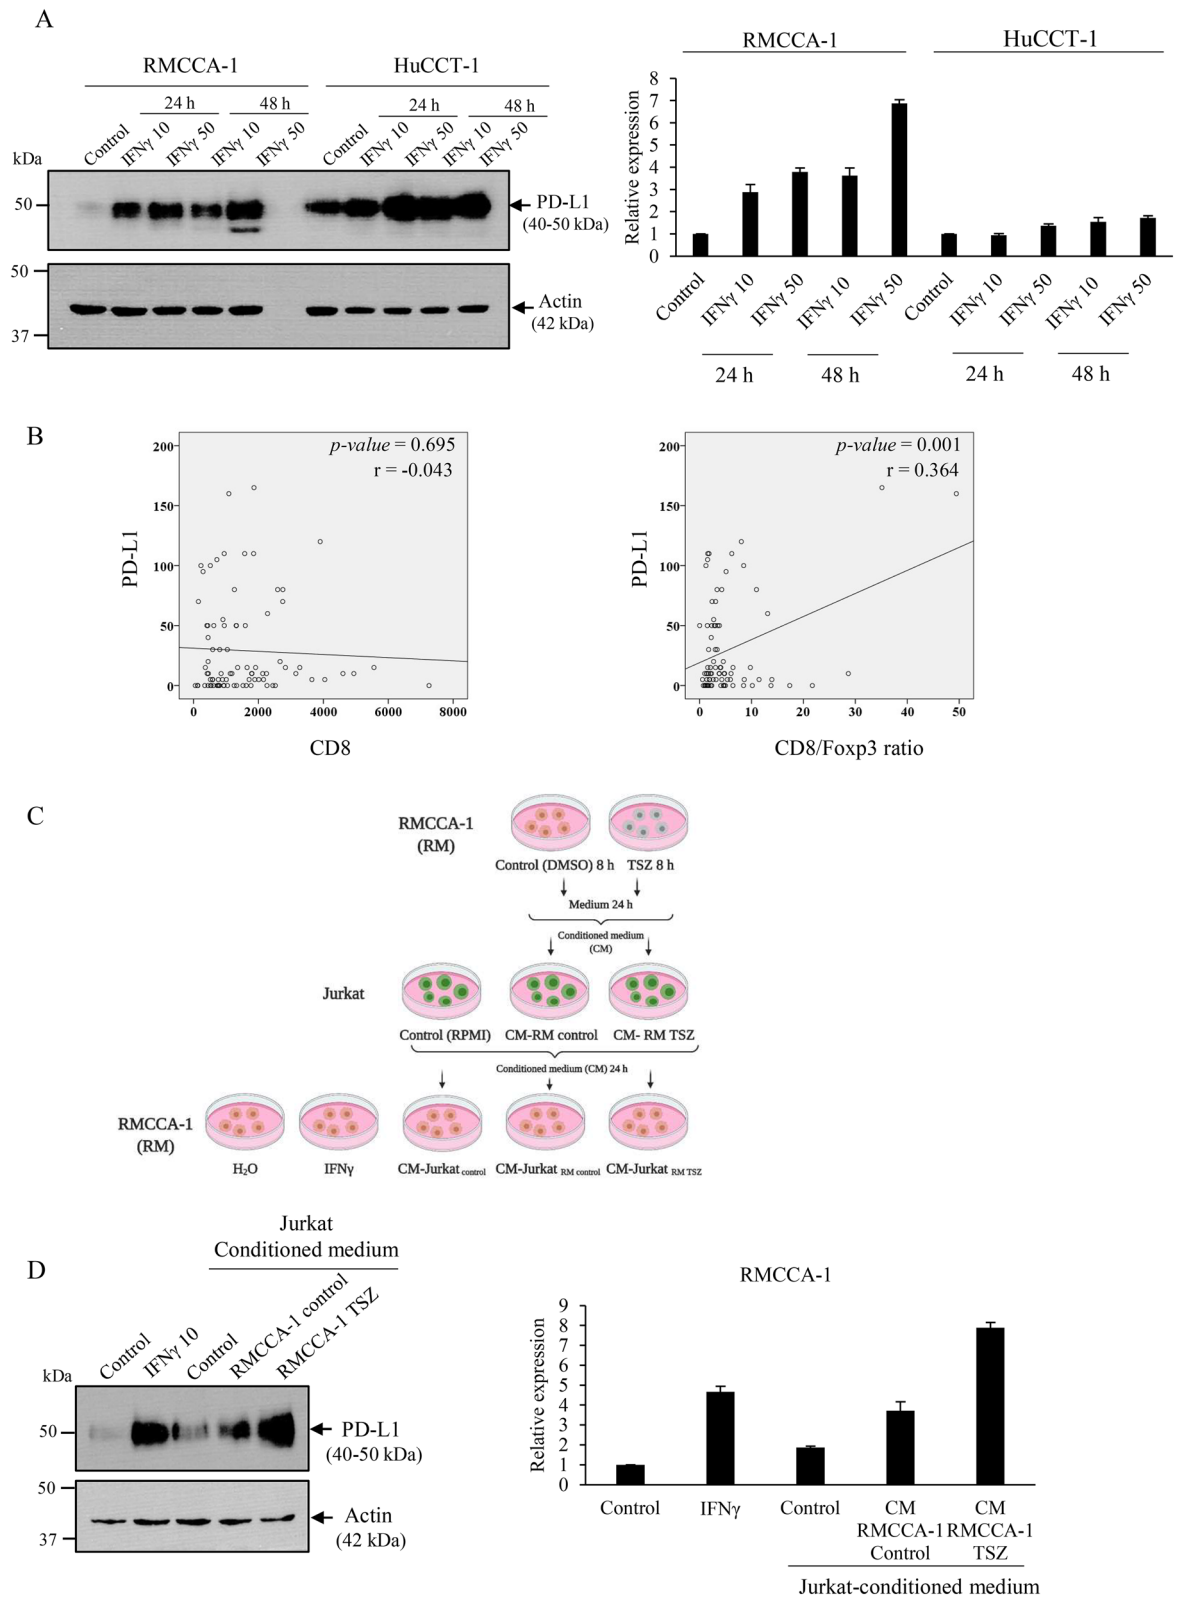 A
RMCCA-1
HuCCT-1
24 h
48 h
24 h
48 h
Control
IFNγ 10
IFNγ 50
IFNγ 10
IFNγ 50
Control
IFNγ 10
IFNγ 50
IFNγ 10
IFNγ 50
kDa
50
PD-L1
(40-50 kDa)
50
Actin
(42 kDa)
37
RMCCA-1
HuCCT-1
Relative expression
8
7
6
5
4
3
2
1
0
Control
IFNγ 10
IFNγ 50
IFNγ 10
IFNγ 50
Control
IFNγ 10
IFNγ 50
IFNγ 10
IFNγ 50
24 h
48 h
24 h
48 h
B
p-value = 0.695
r = -0.043
PD-L1
200
150
100
50
0
0 2000 4000 6000 8000
CD8
p-value = 0.001
r = 0.364
PD-L1
200
150
100
50
0
0 10 20 30 40 50
CD8/Foxp3 ratio
C
RMCCA-1
(RM)
Control (DMSO) 8 h
TSZ 8 h
Medium 24 h
Conditioned medium
(CM)
Jurkat
Control (RPMI)
CM-RM control
CM- RM TSZ
Conditioned medium (CM) 24 h
RMCCA-1
(RM)
H2O
IFNγ
CM-Jurkat control
CM-Jurkat RM control
CM-Jurkat RM TSZ
D
Jurkat
Conditioned medium
Control
IFNγ 10
Control
RMCCA-1 control
RMCCA-1 TSZ
kDa
50
PD-L1
(40-50 kDa)
50
Actin
(42 kDa)
37
RMCCA-1
Relative expression
9
8
7
6
5
4
3
2
1
0
Control
IFNγ
Control
CM
RMCCA-1
Control
CM
RMCCA-1
TSZ
Jurkat-conditioned medium